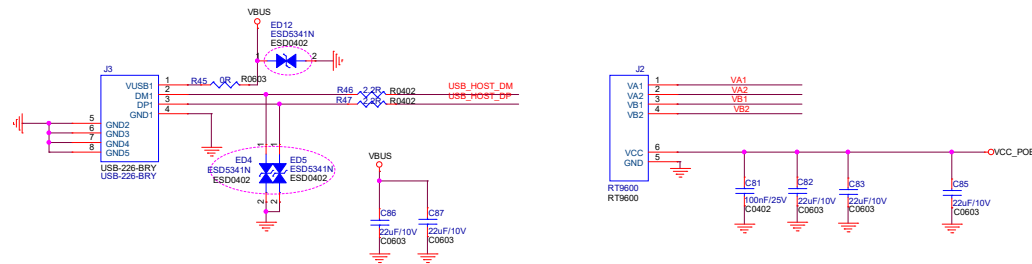 VBUS
ED12
ESD5341N
ESD0402
1
2
J3
R45
0R
R0603
VUSB1
1
DM1
2
DP1
3
GND1
4
R46
2.2R
R0402
USB_HOST_DM
R47
2.2R
R0402
USB_HOST_DP
5
GND2
6
GND3
7
GND4
8
GND5
USB-226-BRY
USB-226-BRY
1
1
ED4
ESD5341N
ESD0402
ED5
ESD5341N
ESD0402
2
2
VBUS
C86
22uF/10V
C0603
C87
22uF/10V
C0603
J2
VA1
1
VA1
VA2
2
VA2
VB1
3
VB1
VB2
4
VB2
VCC
6
GND
5
RT9600
RT9600
VCC_POE
C81
100nF/25V
C0402
C82
22uF/10V
C0603
C83
22uF/10V
C0603
C85
22uF/10V
C0603